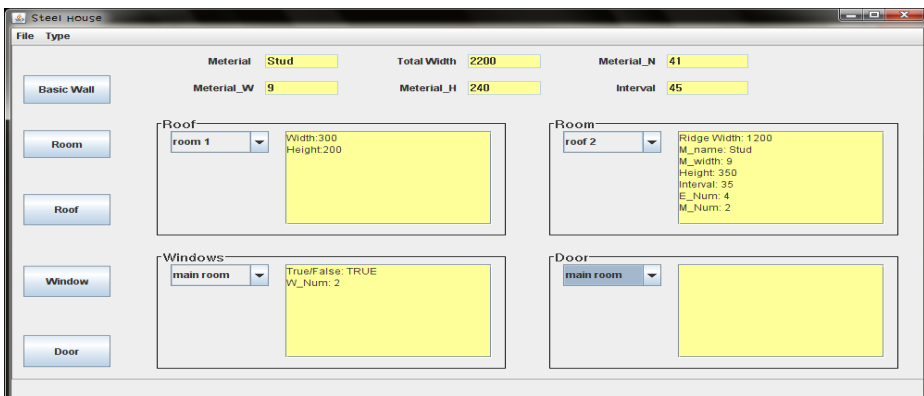 Steel House
File Type
Meterial Stud Total Width 2200 Meterial_N 41
Basic Wall
Meterial_W 9 Meterial_H 240 Interval 45
Roof
Room
room 1
Width:300
Height:200
Room
roof 2
Ridge Width: 1200
M_name: Stud
M_width: 9
Height: 350
Interval: 35
E_Num: 4
M_Num: 2
Roof
Windows
Window
main room
True/False: TRUE
W_Num: 2
Door
main room
Door